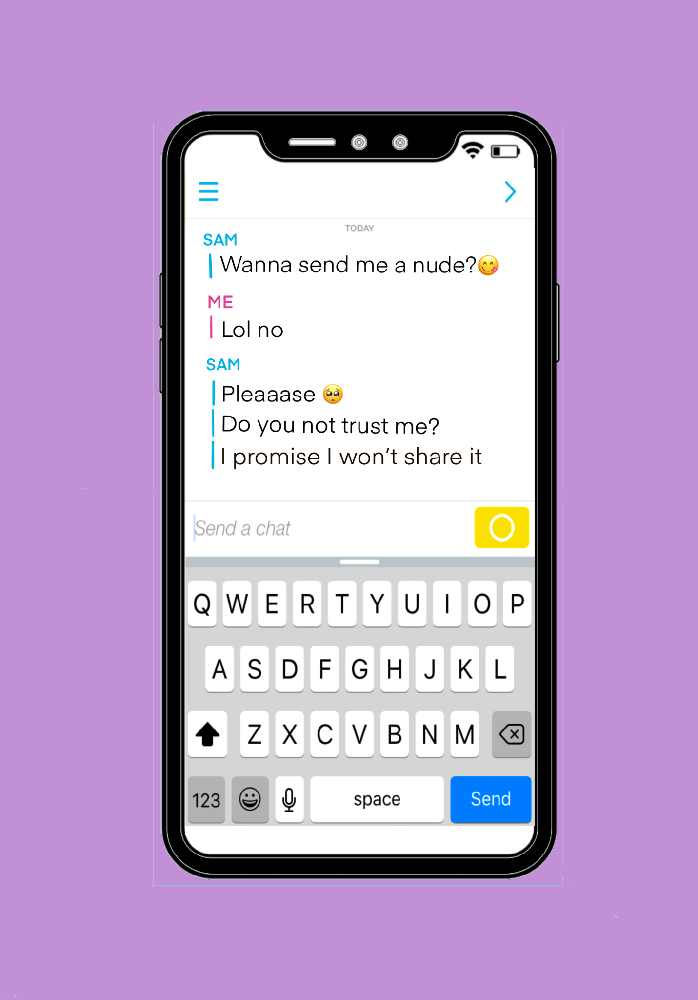 TODAY
SAM
Wanna send me a nude?😋
ME
Lol no
SAM
Pleaaase 🥺
Do you not trust me?
I promise I won’t share it
Send a chat
Q W E R T Y U I O P
A S D F G H J K L
Z X C V B N M
123 space Send